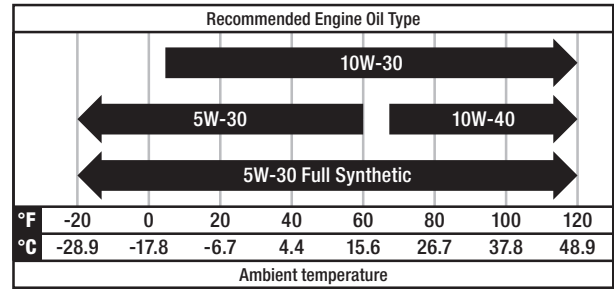 Recommended Engine Oil Type
10W-30
5W-30 10W-40
5W-30 Full Synthetic
°F -20 0 20 40 60 80 100 120
°C -28.9 -17.8 -6.7 4.4 15.6 26.7 37.8 48.9
Ambient temperature